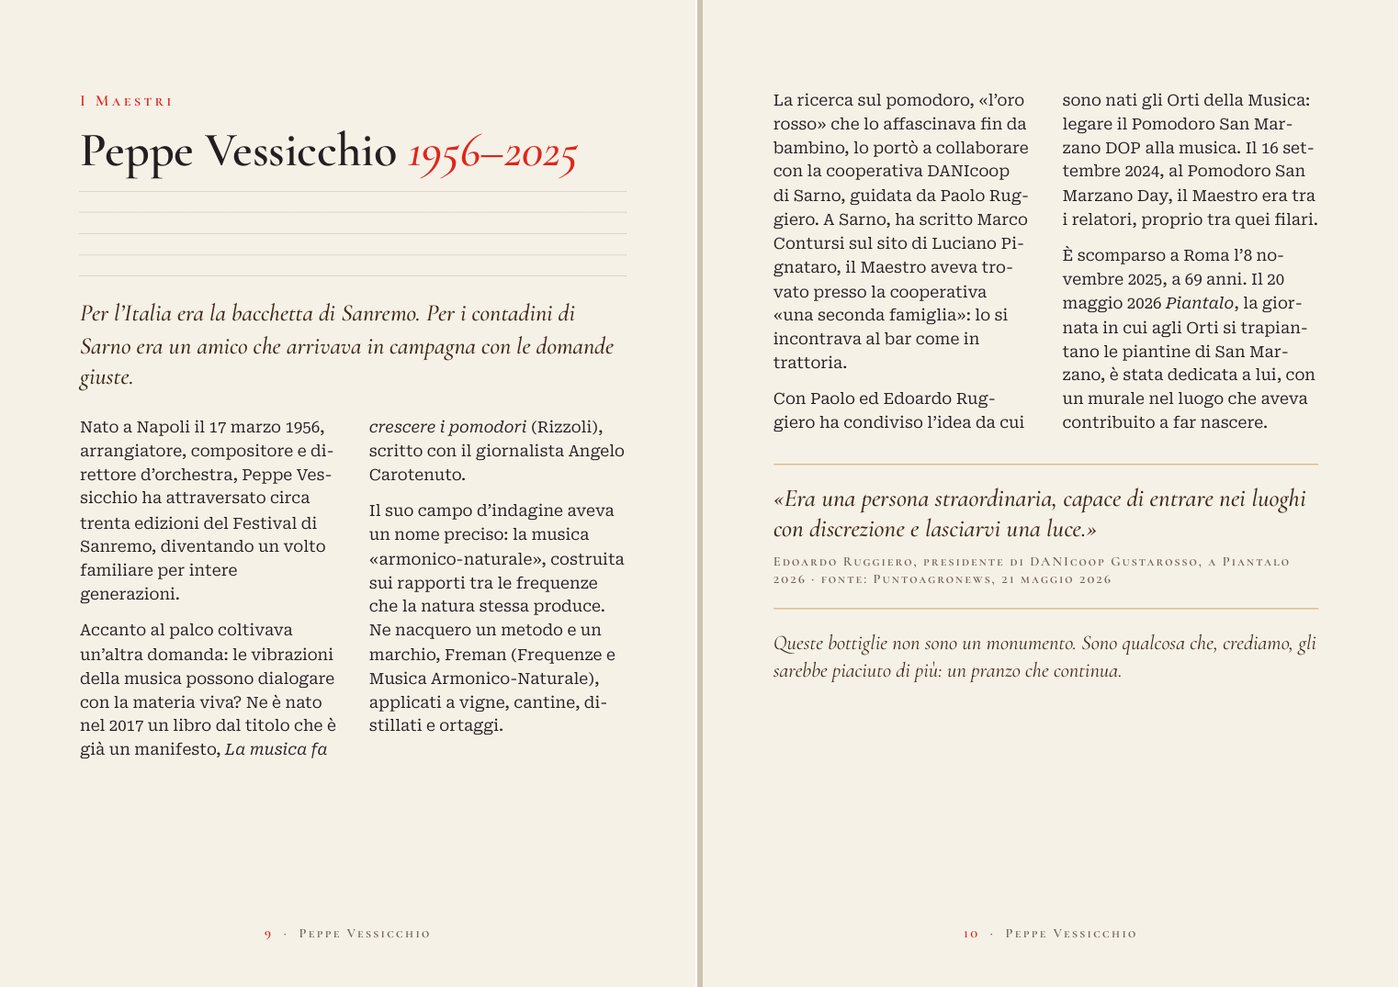 I Maestri
Peppe Vessicchio 1956–2025
Per l’Italia era la bacchetta di Sanremo. Per i contadini di
Sarno era un amico che arrivava in campagna con le domande
giuste.
Nato a Napoli il 17 marzo 1956,
arrangiatore, compositore e di-
rettore d’orchestra, Peppe Ves-
sicchio ha attraversato circa
trenta edizioni del Festival di
Sanremo, diventando un volto
familiare per intere
generazioni.
Accanto al palco coltivava
un’altra domanda: le vibrazioni
della musica possono dialogare
con la materia viva? Ne è nato
nel 2017 un libro dal titolo che è
già un manifesto, La musica fa
crescere i pomodori (Rizzoli),
scritto con il giornalista Angelo
Carotenuto.
Il suo campo d’indagine aveva
un nome preciso: la musica
«armonico-naturale», costruita
sui rapporti tra le frequenze
che la natura stessa produce.
Ne nacquero un metodo e un
marchio, Freman (Frequenze e
Musica Armonico-Naturale),
applicati a vigne, cantine, di-
stillati e ortaggi.
9 · Peppe Vessicchio
La ricerca sul pomodoro, «l’oro
rosso» che lo affascinava fin da
bambino, lo portò a collaborare
con la cooperativa DANIcoop
di Sarno, guidata da Paolo Rug-
giero. A Sarno, ha scritto Marco
Contursi sul sito di Luciano Pi-
gnataro, il Maestro aveva tro-
vato presso la cooperativa
«una seconda famiglia»: lo si
incontrava al bar come in
trattoria.
Con Paolo ed Edoardo Rug-
giero ha condiviso l’idea da cui
sono nati gli Orti della Musica:
legare il Pomodoro San Mar-
zano DOP alla musica. Il 16 set-
tembre 2024, al Pomodoro San
Marzano Day, il Maestro era tra
i relatori, proprio tra quei filari.
È scomparso a Roma l’8 no-
vembre 2025, a 69 anni. Il 20
maggio 2026 Piantalo, la gior-
nata in cui agli Orti si trapian-
tano le piantine di San Mar-
zano, è stata dedicata a lui, con
un murale nel luogo che aveva
contribuito a far nascere.
«Era una persona straordinaria, capace di entrare nei luoghi
con discrezione e lasciarvi una luce.»
Edoardo Ruggiero, presidente di DANIcoop Gustarosso, a Piantalo
2026 · fonte: Puntoagronews, 21 maggio 2026
Queste bottiglie non sono un monumento. Sono qualcosa che, crediamo, gli
sarebbe piaciuto di più: un pranzo che continua.
10 · Peppe Vessicchio